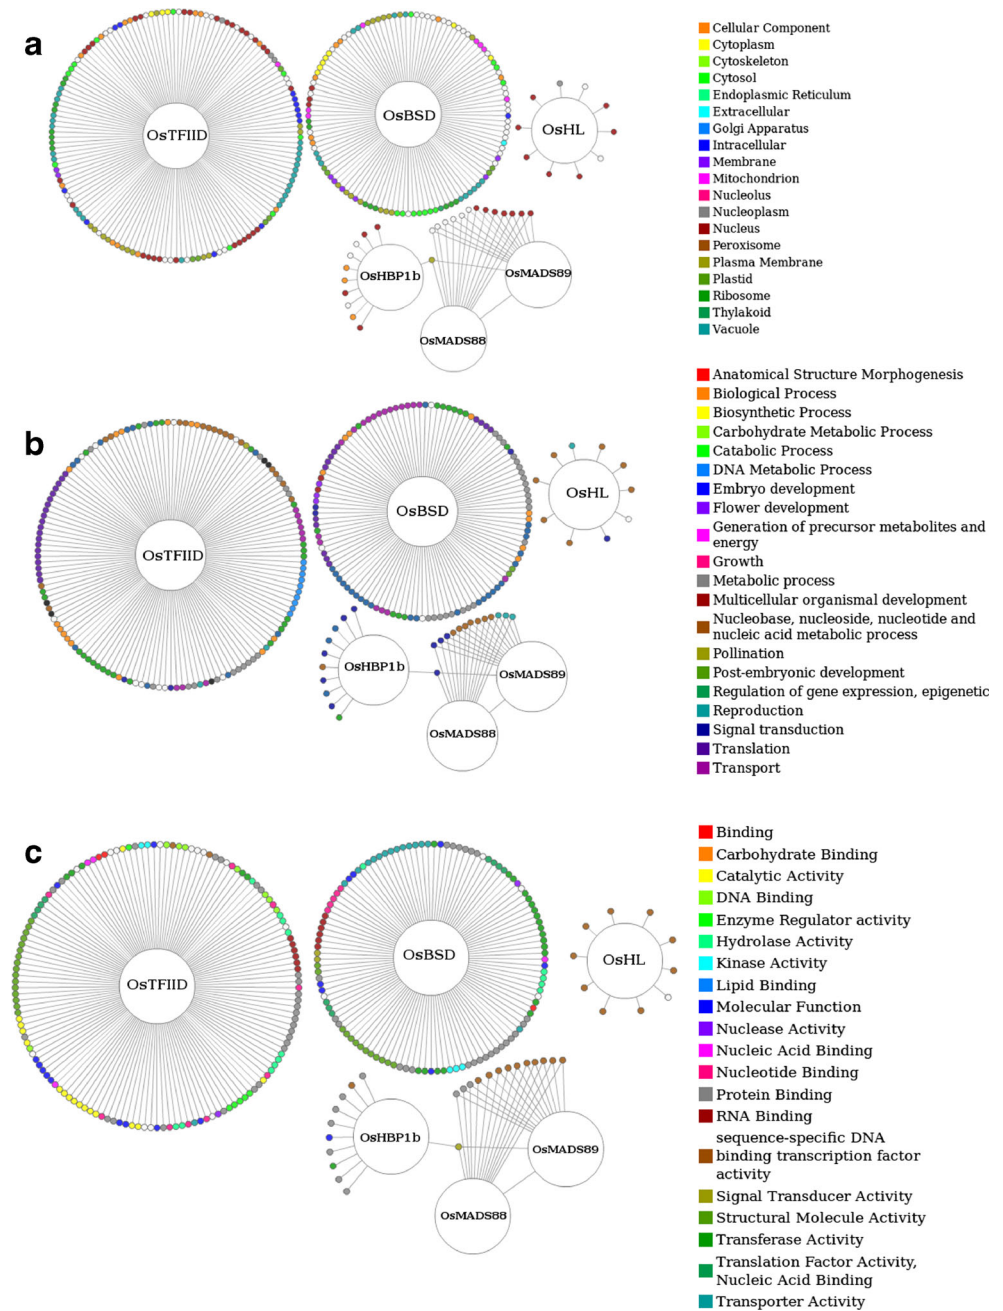 a
OsTFIID
OsBSD
OsHL
OsHBP1b
OsMADS89
OsMADS88
Cellular Component
Cytoplasm
Cytoskeleton
Cytosol
Endoplasmic Reticulum
Extracellular
Golgi Apparatus
Intracellular
Membrane
Mitochondrion
Nucleolus
Nucleoplasm
Nucleus
Peroxisome
Plasma Membrane
Plastid
Ribosome
Thylakoid
Vacuole
b
OsTFIID
OsBSD
OsHL
OsHBP1b
OsMADS89
OsMADS88
Anatomical Structure Morphogenesis
Biological Process
Biosynthetic Process
Carbohydrate Metabolic Process
Catabolic Process
DNA Metabolic Process
Embryo development
Flower development
Generation of precursor metabolites and
energy
Growth
Metabolic process
Multicellular organismal development
Nucleobase, nucleoside, nucleotide and
nucleic acid metabolic process
Pollination
Post-embryonic development
Regulation of gene expression, epigenetic
Reproduction
Signal transduction
Translation
Transport
c
OsTFIID
OsBSD
OsHL
OsHBP1b
OsMADS89
OsMADS88
Binding
Carbohydrate Binding
Catalytic Activity
DNA Binding
Enzyme Regulator activity
Hydrolase Activity
Kinase Activity
Lipid Binding
Molecular Function
Nuclease Activity
Nucleic Acid Binding
Nucleotide Binding
Protein Binding
RNA Binding
sequence-specific DNA
binding transcription factor
activity
Signal Transducer Activity
Structural Molecule Activity
Transferase Activity
Translation Factor Activity,
Nucleic Acid Binding
Transporter Activity